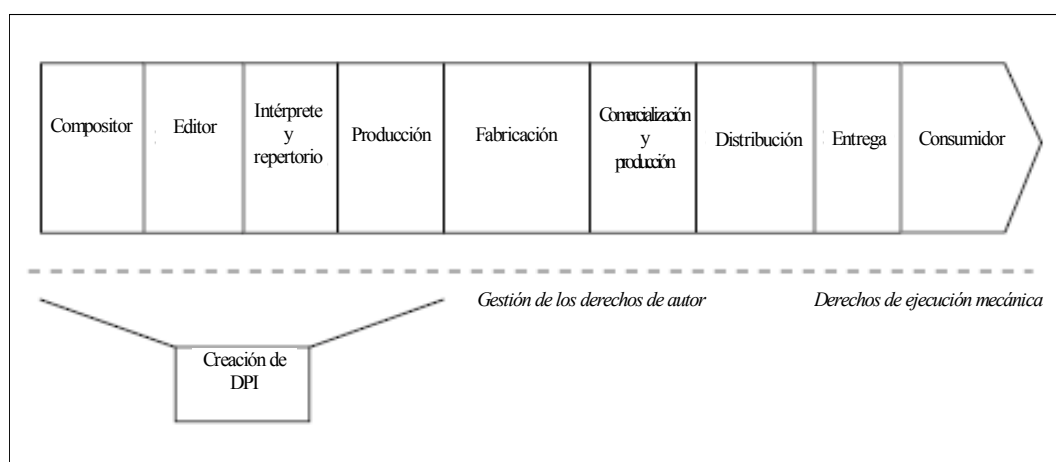 Compositor
Editor
Intérprete
y
repertorio
Producción
Fabricación
Comercialización
y
producción
Distribución
Entrega
Consumidor
Gestión de los derechos de autor
Derechos de ejecución mecánica
Creación de
DPI